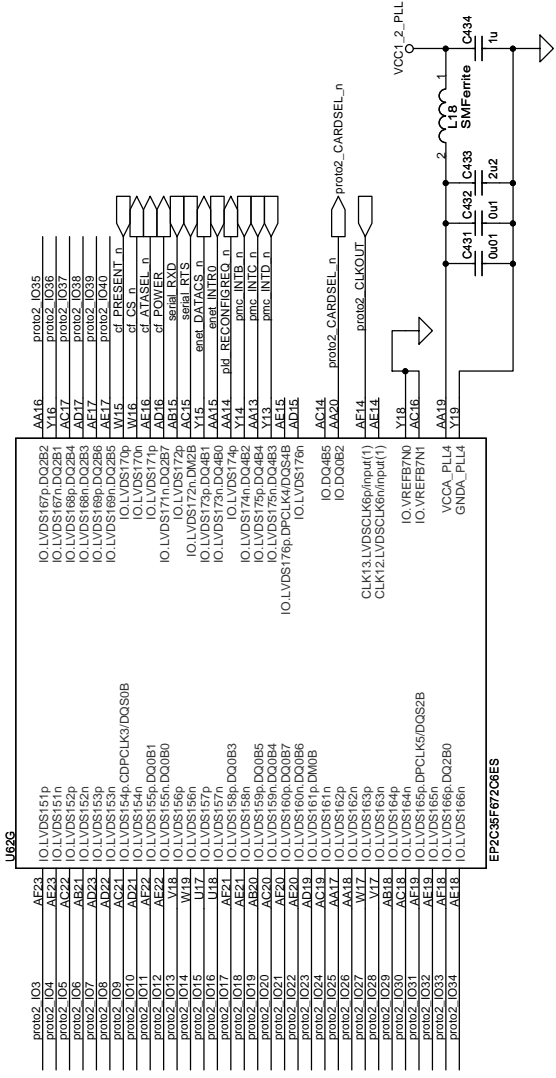 U62G
proto2_IO3 AF23 IO.LVDS151p
proto2_IO4 AE23 IO.LVDS151n
proto2_IO5 AC22 IO.LVDS152p
proto2_IO6 AB21 IO.LVDS152n
proto2_IO7 AD23 IO.LVDS153p
proto2_IO8 AD22 IO.LVDS153n
proto2_IO9 AC21 IO.LVDS154p.CDPCLK3/DQS0B
proto2_IO10 AD21 IO.LVDS154n
proto2_IO11 AF22 IO.LVDS155p.DQ0B1
proto2_IO12 AE22 IO.LVDS155n.DQ0B0
proto2_IO13 V18 IO.LVDS156p
proto2_IO14 W19 IO.LVDS156n
proto2_IO15 U17 IO.LVDS157p
proto2_IO16 U18 IO.LVDS157n
proto2_IO17 AF21 IO.LVDS158p.DQ0B3
proto2_IO18 AE21 IO.LVDS158n
proto2_IO19 AB20 IO.LVDS159p.DQ0B5
proto2_IO20 AC20 IO.LVDS159n.DQ0B4
proto2_IO21 AF20 IO.LVDS160p.DQ0B7
proto2_IO22 AE20 IO.LVDS160n.DQ0B6
proto2_IO23 AD19 IO.LVDS161p.DM0B
proto2_IO24 AC19 IO.LVDS161n
proto2_IO25 AA17 IO.LVDS162p
proto2_IO26 AA18 IO.LVDS162n
proto2_IO27 W17 IO.LVDS163p
proto2_IO28 V17 IO.LVDS163n
proto2_IO29 AB18 IO.LVDS164p
proto2_IO30 AC18 IO.LVDS164n
proto2_IO31 AF19 IO.LVDS165p.DPCLK5/DQS2B
proto2_IO32 AE19 IO.LVDS165n
proto2_IO33 AF18 IO.LVDS166p.DQ2B0
proto2_IO34 AE18 IO.LVDS166n
IO.LVDS167p.DQ2B2 AA16 proto2_IO35
IO.LVDS167n.DQ2B1 Y16 proto2_IO36
IO.LVDS168p.DQ2B4 AC17 proto2_IO37
IO.LVDS168n.DQ2B3 AD17 proto2_IO38
IO.LVDS169p.DQ2B6 AF17 proto2_IO39
IO.LVDS169n.DQ2B5 AE17 proto2_IO40
IO.LVDS170p W15 cf_PRESENT_n
IO.LVDS170n W16 cf_CS_n
IO.LVDS171p AE16 cf_ATASEL_n
IO.LVDS171n.DQ2B7 AD16 cf_POWER
IO.LVDS172p AB15 serial_RXD
IO.LVDS172n.DM2B AC15 serial_RTS
IO.LVDS173p.DQ4B1 Y15 enet_DATACS_n
IO.LVDS173n.DQ4B0 AA15 enet_INTR0
IO.LVDS174p AA14 pld_RECONFIGREQ_n
IO.LVDS174n.DQ4B2 Y14 pmc_INTB_n
IO.LVDS175p.DQ4B4 AA13 pmc_INTC_n
IO.LVDS175n.DQ4B3 Y13 pmc_INTD_n
IO.LVDS176p.DPCLK4/DQS4B AE15
IO.LVDS176n AD15
IO.DQ4B5 AC14
IO.DQ0B2 AA20 proto2_CARDSEL_n proto2_CARDSEL_n
CLK13.LVDSCLK6p/input(1) AF14 proto2_CLKOUT
CLK12.LVDSCLK6n/input(1) AE14
IO.VREFB7N0 Y18
IO.VREFB7N1 AC16
VCCA_PLL4 AA19
GNDA_PLL4 Y19
EP2C35F672C6ES
C431
0u01
C432
0u1
C433
2u2
2
1
L18
SMFerrite
VCC1_2_PLL
C434
1u